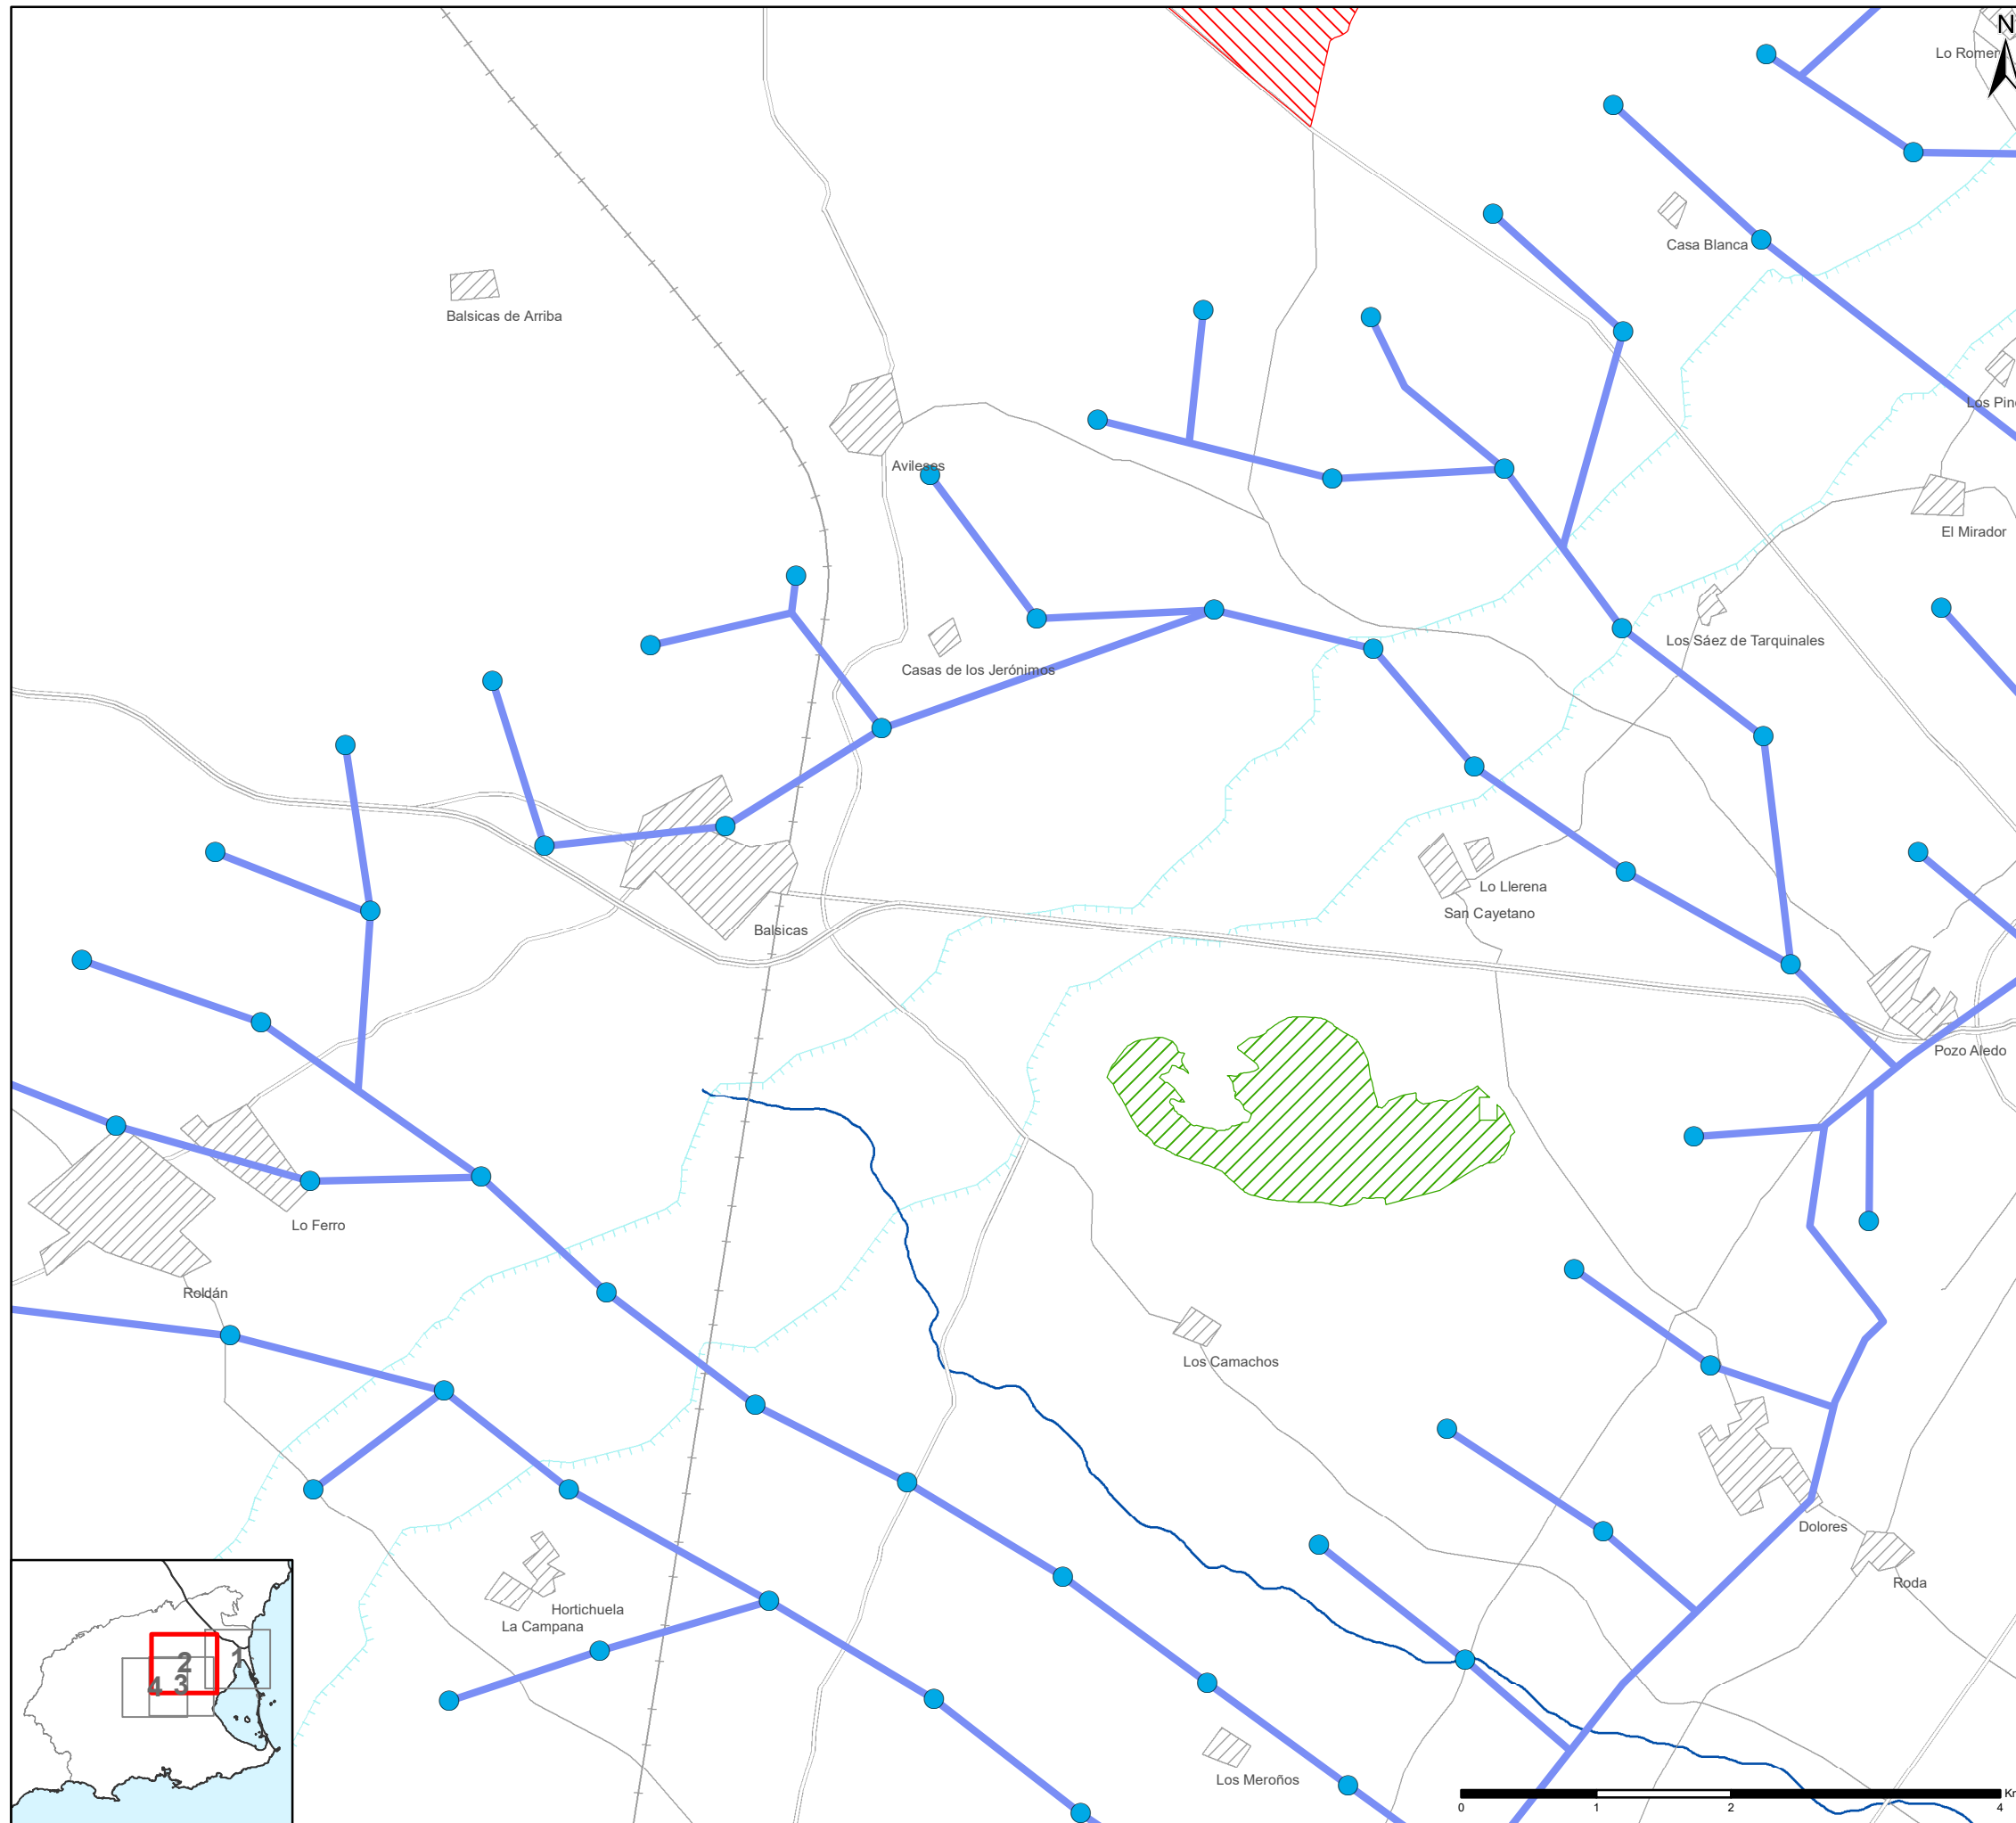 N
Lo Romer
Casa Blanca
Balsicas de Arriba
Los Pin
Avileses
El Mirador
Los Sáez de Tarquinales
Casas de los Jerónimos
Lo Llerena
San Cayetano
Balsicas
Pozo Aledo
Lo Ferro
Roldán
Los Camachos
Dolores
Roda
Hortichuela
La Campana
Los Meroños
1
2
3
4
Km
0 1 2 4